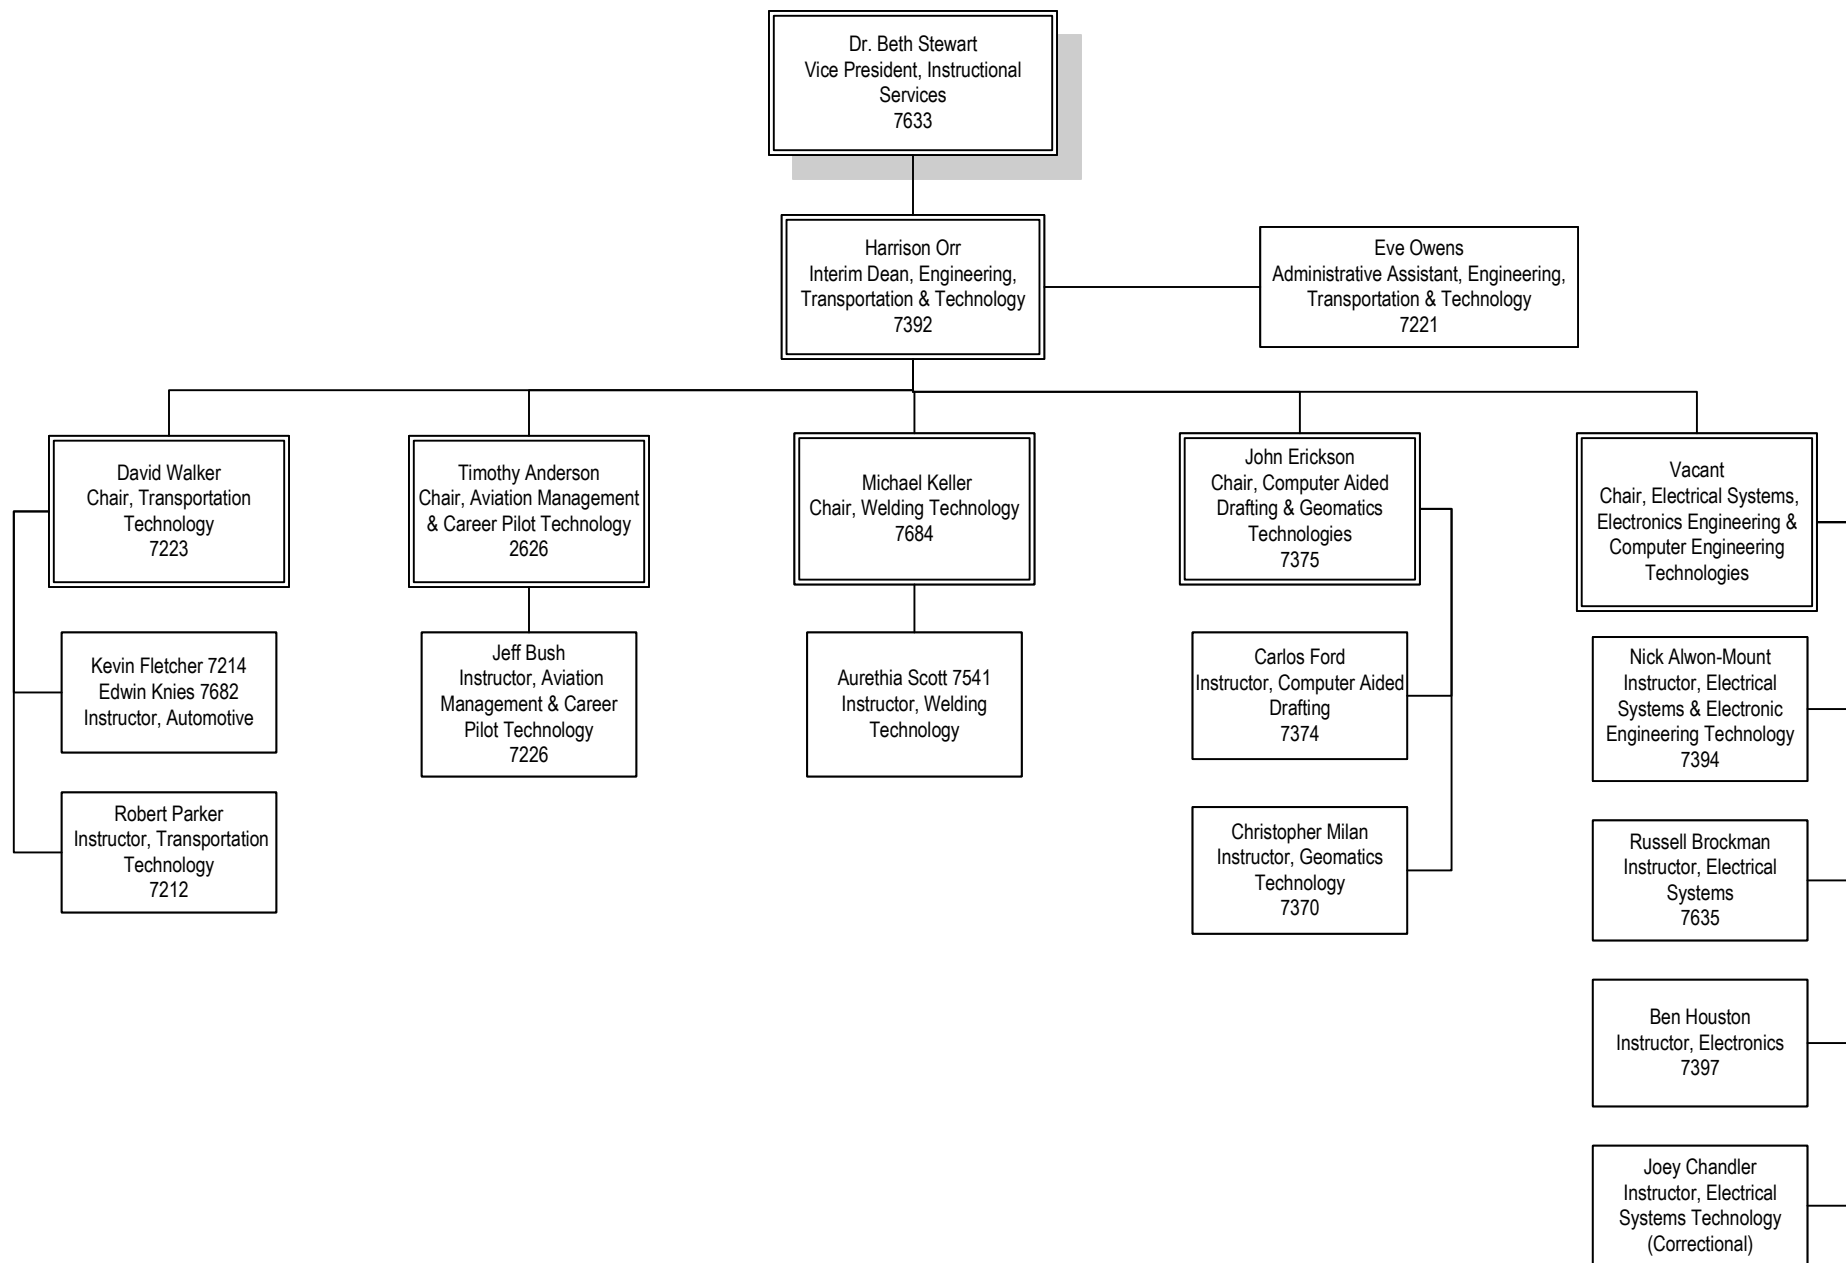 Dr. Beth Stewart
Vice President, Instructional
Services
7633
Harrison Orr
Interim Dean, Engineering,
Transportation & Technology
7392
Eve Owens
Administrative Assistant, Engineering,
Transportation & Technology
7221
David Walker
Chair, Transportation
Technology
7223
Timothy Anderson
Chair, Aviation Management
& Career Pilot Technology
2626
Michael Keller
Chair, Welding Technology
7684
John Erickson
Chair, Computer Aided
Drafting & Geomatics
Technologies
7375
Vacant
Chair, Electrical Systems,
Electronics Engineering &
Computer Engineering
Technologies
Kevin Fletcher 7214
Edwin Knies 7682
Instructor, Automotive
Jeff Bush
Instructor, Aviation
Management & Career
Pilot Technology
7226
Aurethia Scott 7541
Instructor, Welding
Technology
Carlos Ford
Instructor, Computer Aided
Drafting
7374
Nick Alwon-Mount
Instructor, Electrical
Systems & Electronic
Engineering Technology
7394
Robert Parker
Instructor, Transportation
Technology
7212
Christopher Milan
Instructor, Geomatics
Technology
7370
Russell Brockman
Instructor, Electrical
Systems
7635
Ben Houston
Instructor, Electronics
7397
Joey Chandler
Instructor, Electrical
Systems Technology
(Correctional)